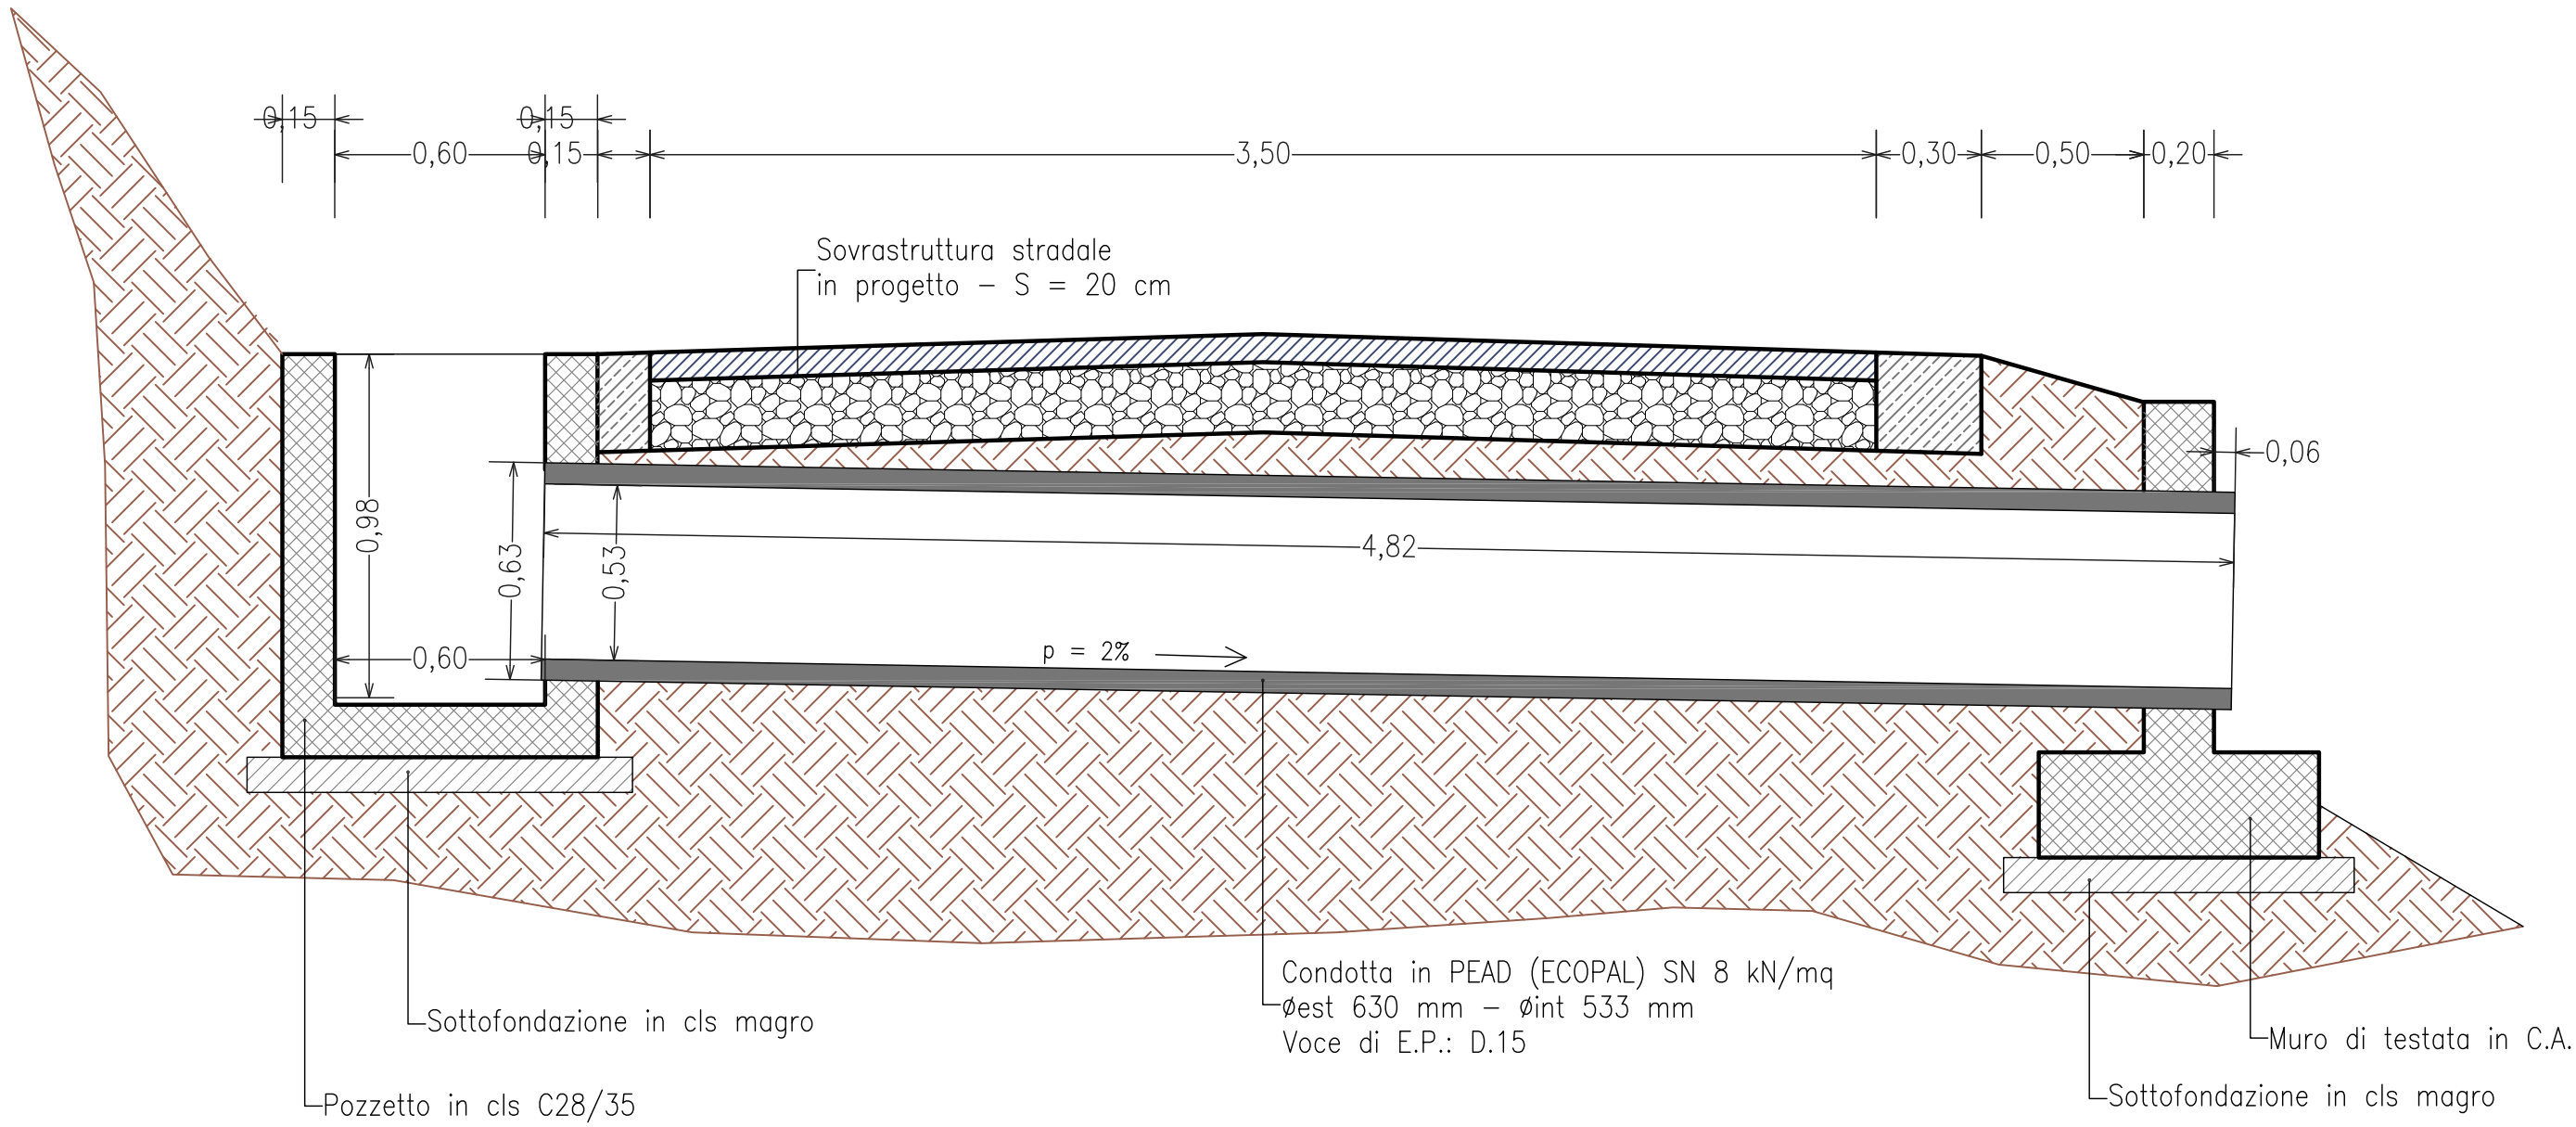 0,15
0,15
0,60
0,15
3,50
0,30
0,50
0,20
Sovrastruttura stradale
in progetto – S = 20 cm
0,06
0,98
0,63
0,53
4,82
0,60
p = 2%
Condotta in PEAD (ECOPAL) SN 8 kN/mq
øest 630 mm – øint 533 mm
Voce di E.P.: D.15
Sottofondazione in cls magro
Muro di testata in C.A.
Sottofondazione in cls magro
Pozzetto in cls C28/35